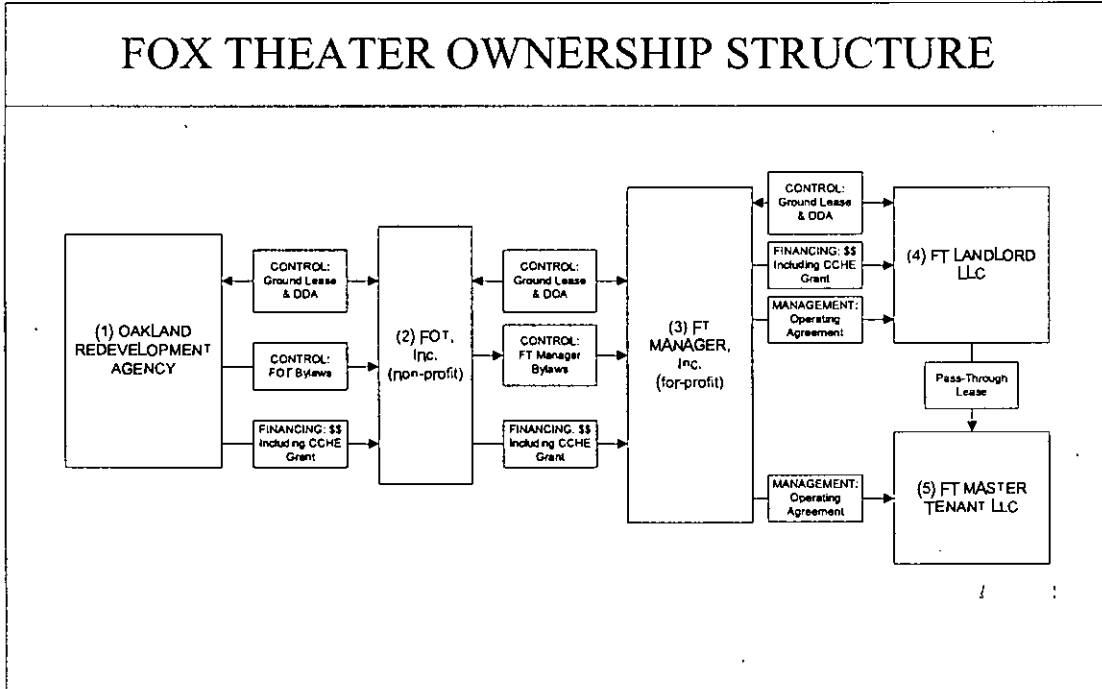 FOX THEATER OWNERSHIP STRUCTURE
(1) OAKLAND
REDEVELOPMENT
AGENCY
CONTROL:
Ground Lease
& DDA
CONTROL:
FOT Bylaws
FINANCING: $$
Including CCHE
Grant
(2) FOT,
Inc.
(non-profit)
CONTROL:
Ground Lease
& DDA
CONTROL:
FT Manager
Bylaws
FINANCING: $$
Including CCHE
Grant
(3) FT
MANAGER,
Inc.
(for-profit)
CONTROL:
Ground Lease
& DDA
FINANCING: $$
Including CCHE
Grant
MANAGEMENT:
Operating
Agreement
MANAGEMENT:
Operating
Agreement
(4) FT LANDLORD
LLC
Pass-Through
Lease
(5) FT MASTER
TENANT LLC